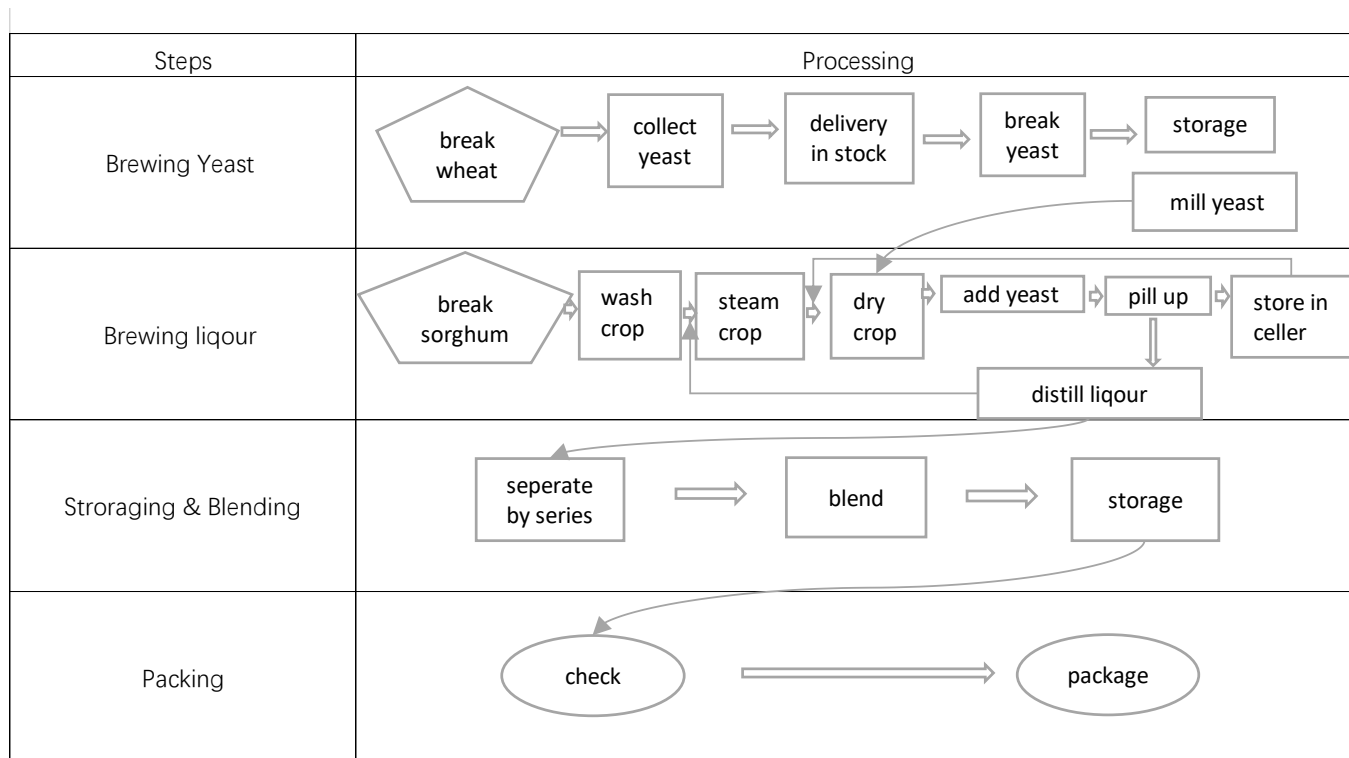 Steps
Processing
Brewing Yeast
break
wheat
collect
yeast
delivery
in stock
break
yeast
storage
mill yeast
Brewing liqour
break
sorghum
wash
crop
steam
crop
dry
crop
add yeast
pill up
store in
celler
distill liqour
Stroraging & Blending
seperate
by series
blend
storage
Packing
check
package